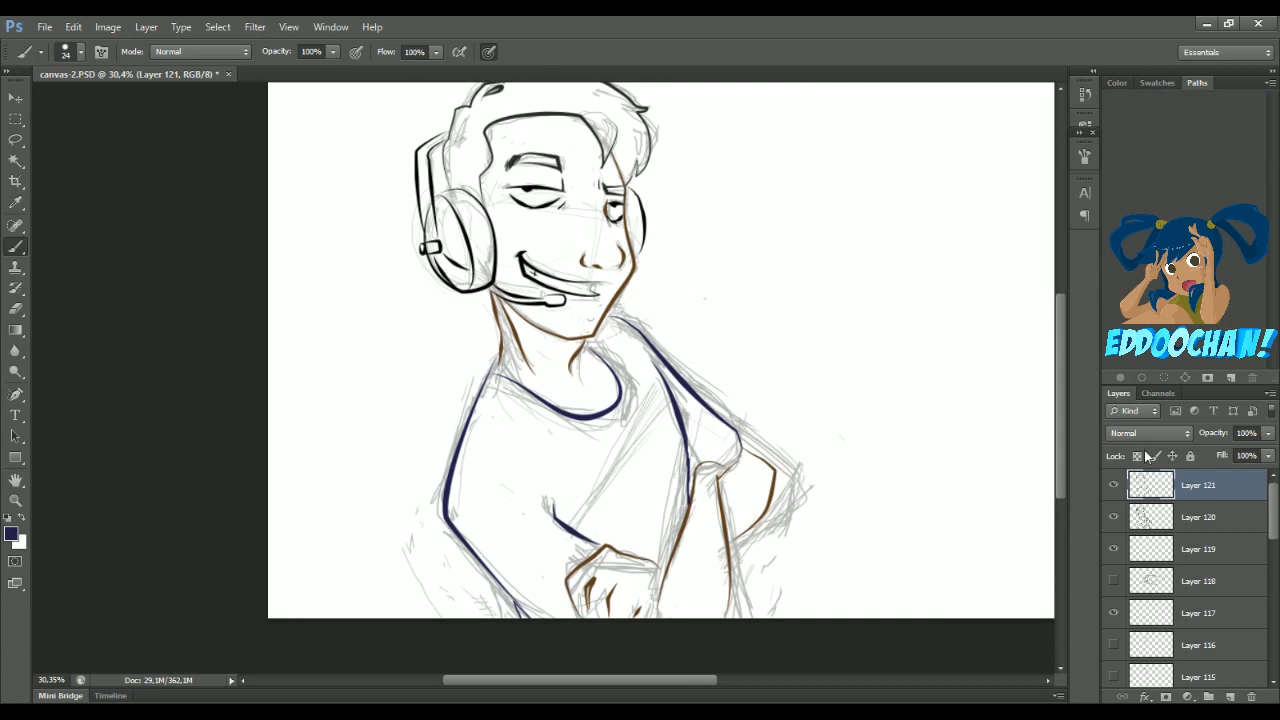 Ps File Edit Image Layer Type Select Filter View Window Help
24 Mode: Normal Opacity: 100% Flow: 100% Essentials
canvas-2.PSD @ 30,4% (Layer 121, RGB/8) * ×
Color Swatches Paths
EDDOOCHAN!
Layers Channels
Kind
Normal Opacity: 100%
Lock: Fill: 100%
Layer 121
Layer 120
Layer 119
Layer 118
Layer 117
Layer 116
Layer 115
30,35% Doc: 29,1M/362,1M
Mini Bridge Timeline